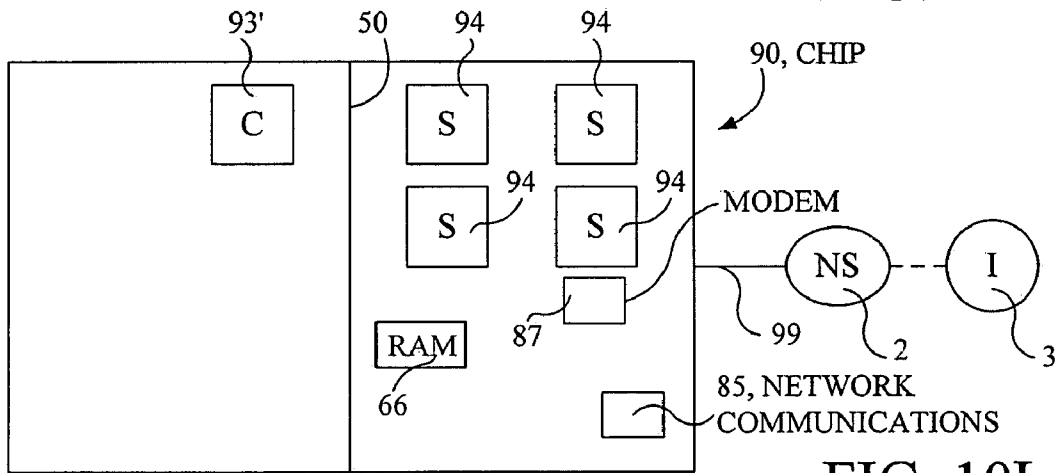 93'
50
94
94
90, CHIP
C
S
S
94
94
S
S
MODEM
NS
I
87
RAM
66
99
2
3
85, NETWORK
COMMUNICATIONS